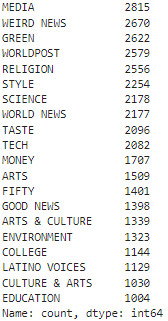 MEDIA 2815
WEIRD NEWS 2670
GREEN 2622
WORLDPOST 2579
RELIGION 2556
STYLE 2254
SCIENCE 2178
WORLD NEWS 2177
TASTE 2096
TECH 2082
MONEY 1707
ARTS 1509
FIFTY 1401
GOOD NEWS 1398
ARTS & CULTURE 1339
ENVIRONMENT 1323
COLLEGE 1144
LATINO VOICES 1129
CULTURE & ARTS 1030
EDUCATION 1004
Name: count, dtype: int64